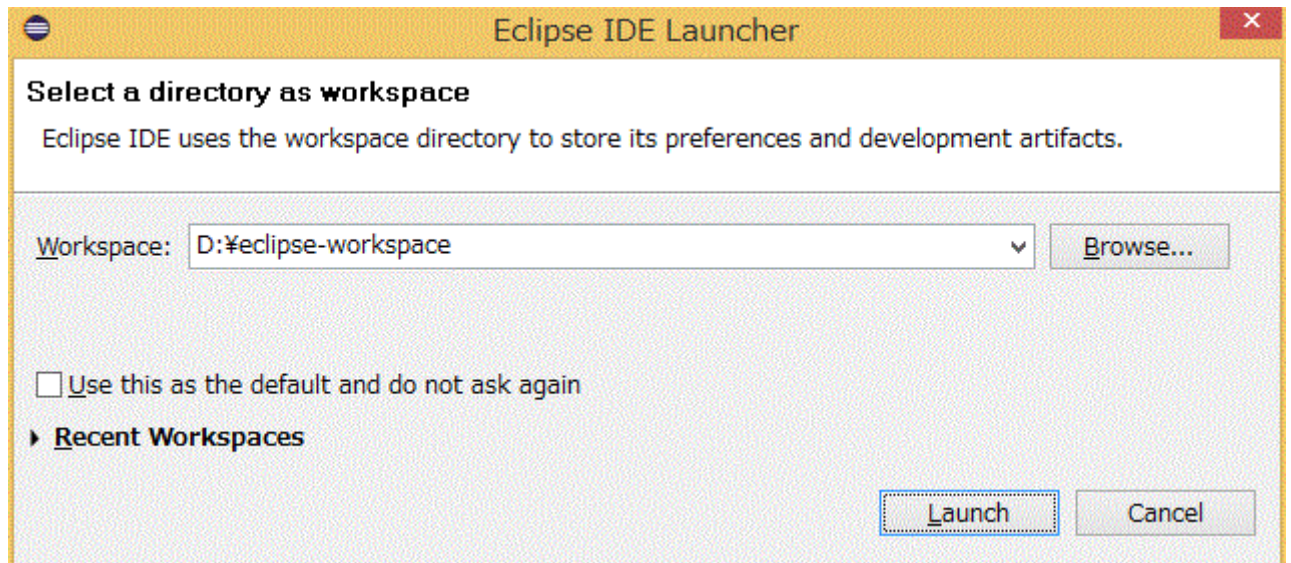 Eclipse IDE Launcher
Select a directory as workspace
Eclipse IDE uses the workspace directory to store its preferences and development artifacts.
Workspace: D:¥eclipse-workspace Browse...
Use this as the default and do not ask again
Recent Workspaces
Launch Cancel